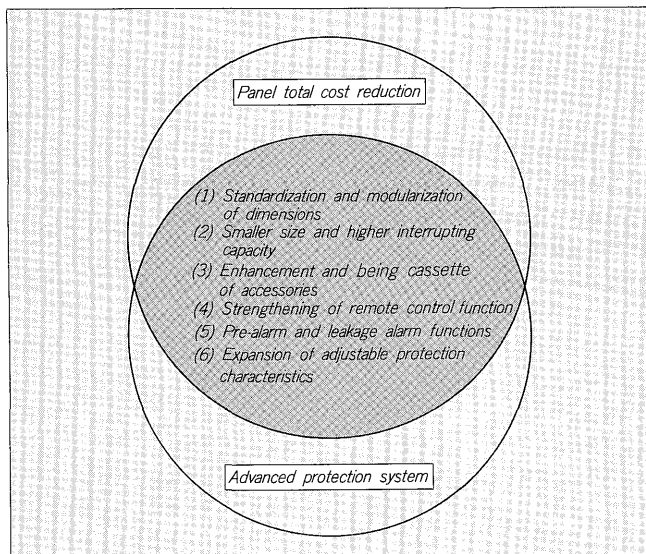 Panel total cost reduction
(1) Standardization and modularization
of dimensions
(2) Smaller size and higher interrupting
capacity
(3) Enhancement and being cassette
of accessories
(4) Strengthening of remote control function
(5) Pre-alarm and leakage alarm functions
(6) Expansion of adjustable protection
characteristics
Advanced protection system